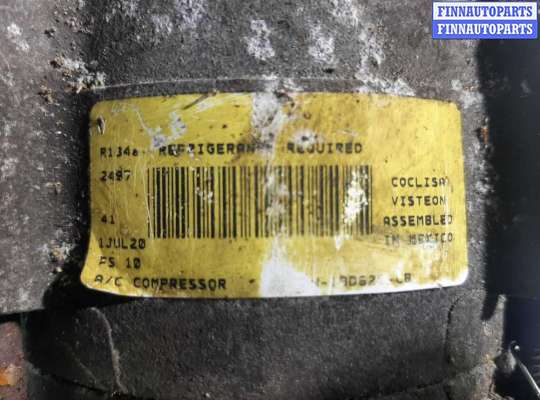 FINNAUTOPARTS
FINNAUTOPARTS
R134a REFRIGERANT REQUIRED
2497
COCLISA
VISTEON
41
ASSEMBLED
1JUL20
IN MEXICO
FS 10
A/C COMPRESSOR